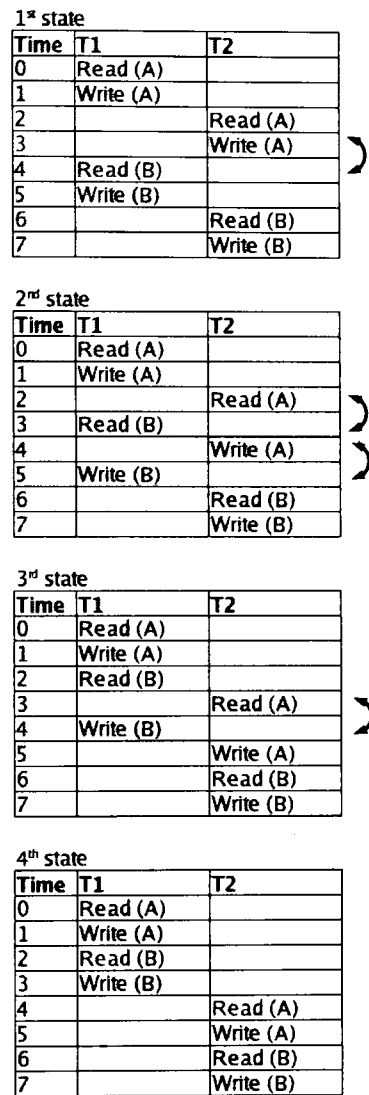 1st state
Time T1 T2
0 Read (A)
1 Write (A)
2 Read (A)
3 Write (A)
4 Read (B)
5 Write (B)
6 Read (B)
7 Write (B)
2nd state
Time T1 T2
0 Read (A)
1 Write (A)
2 Read (A)
3 Read (B)
4 Write (A)
5 Write (B)
6 Read (B)
7 Write (B)
3rd state
Time T1 T2
0 Read (A)
1 Write (A)
2 Read (B)
3 Read (A)
4 Write (B)
5 Write (A)
6 Read (B)
7 Write (B)
4th state
Time T1 T2
0 Read (A)
1 Write (A)
2 Read (B)
3 Write (B)
4 Read (A)
5 Write (A)
6 Read (B)
7 Write (B)